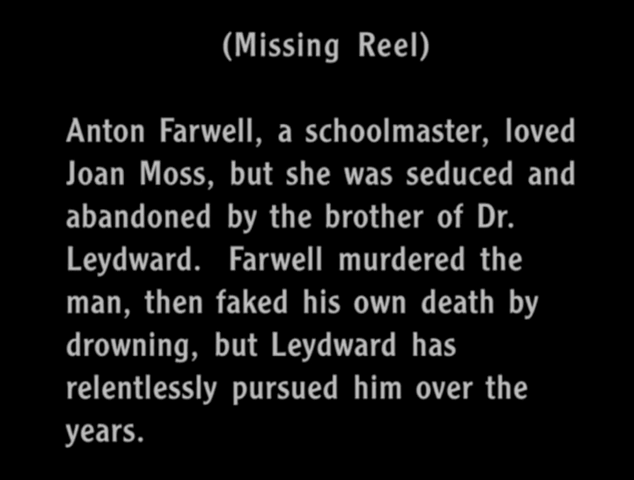 (Missing Reel)
Anton Farwell, a schoolmaster, loved
Joan Moss, but she was seduced and
abandoned by the brother of Dr.
Leydward.  Farwell murdered the
man, then faked his own death by
drowning, but Leydward has
relentlessly pursued him over the
years.